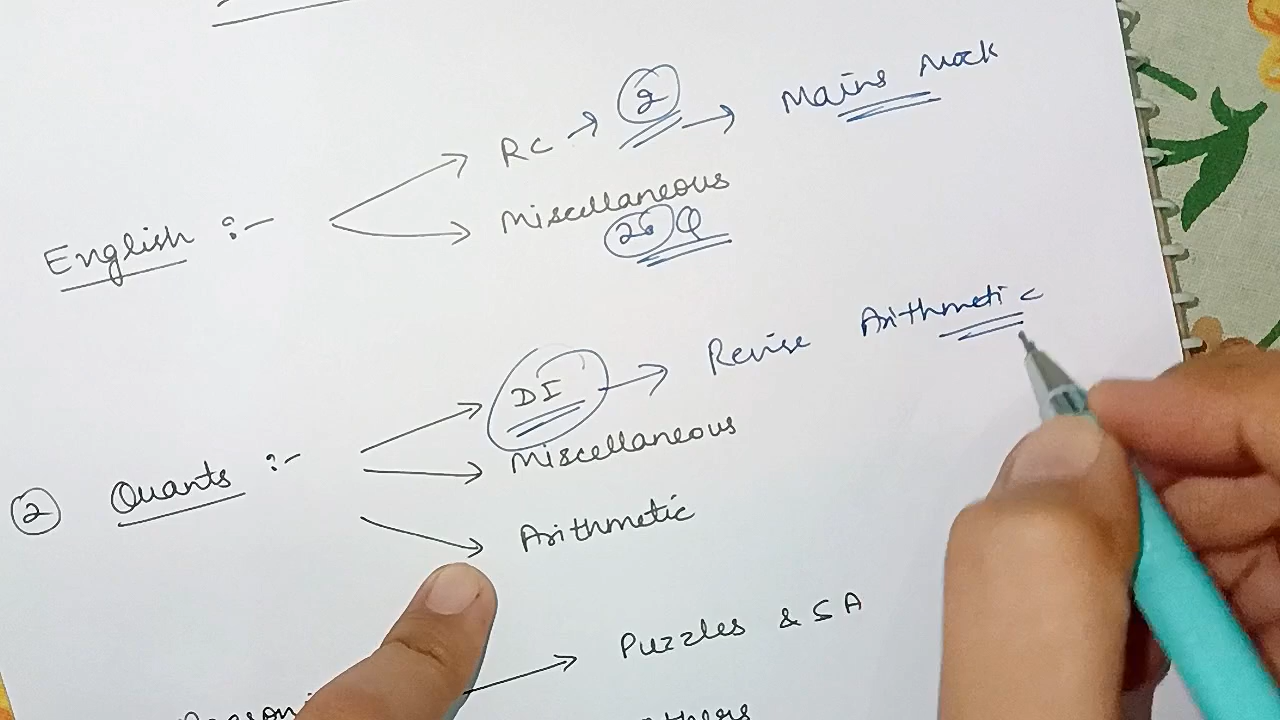 RC → 2 → Mains Mock
English :-
Miscellaneous
26 Q
DI → Revise Arithmetic
Miscellaneous
② Quants :-
Arithmetic
Puzzles & SA